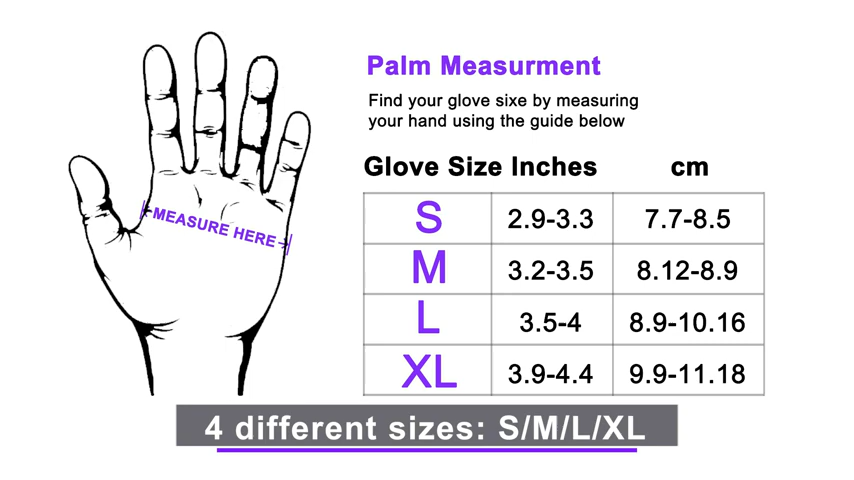 Palm Measurment
Find your glove sixe by measuring
your hand using the guide below
Glove Size Inches cm
S 2.9-3.3 7.7-8.5
M 3.2-3.5 8.12-8.9
L 3.5-4 8.9-10.16
XL 3.9-4.4 9.9-11.18
MEASURE HERE
4 different sizes: S/M/L/XL